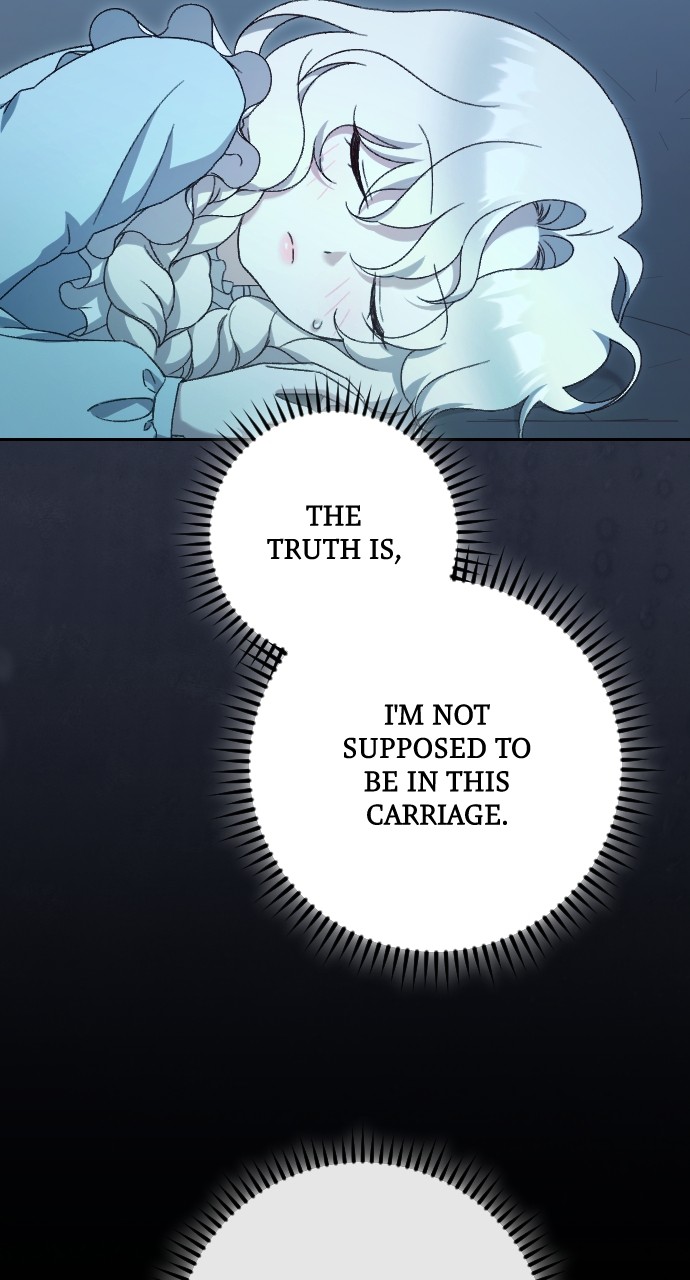 THE
TRUTH IS,
I'M NOT
SUPPOSED TO
BE IN THIS
CARRIAGE.